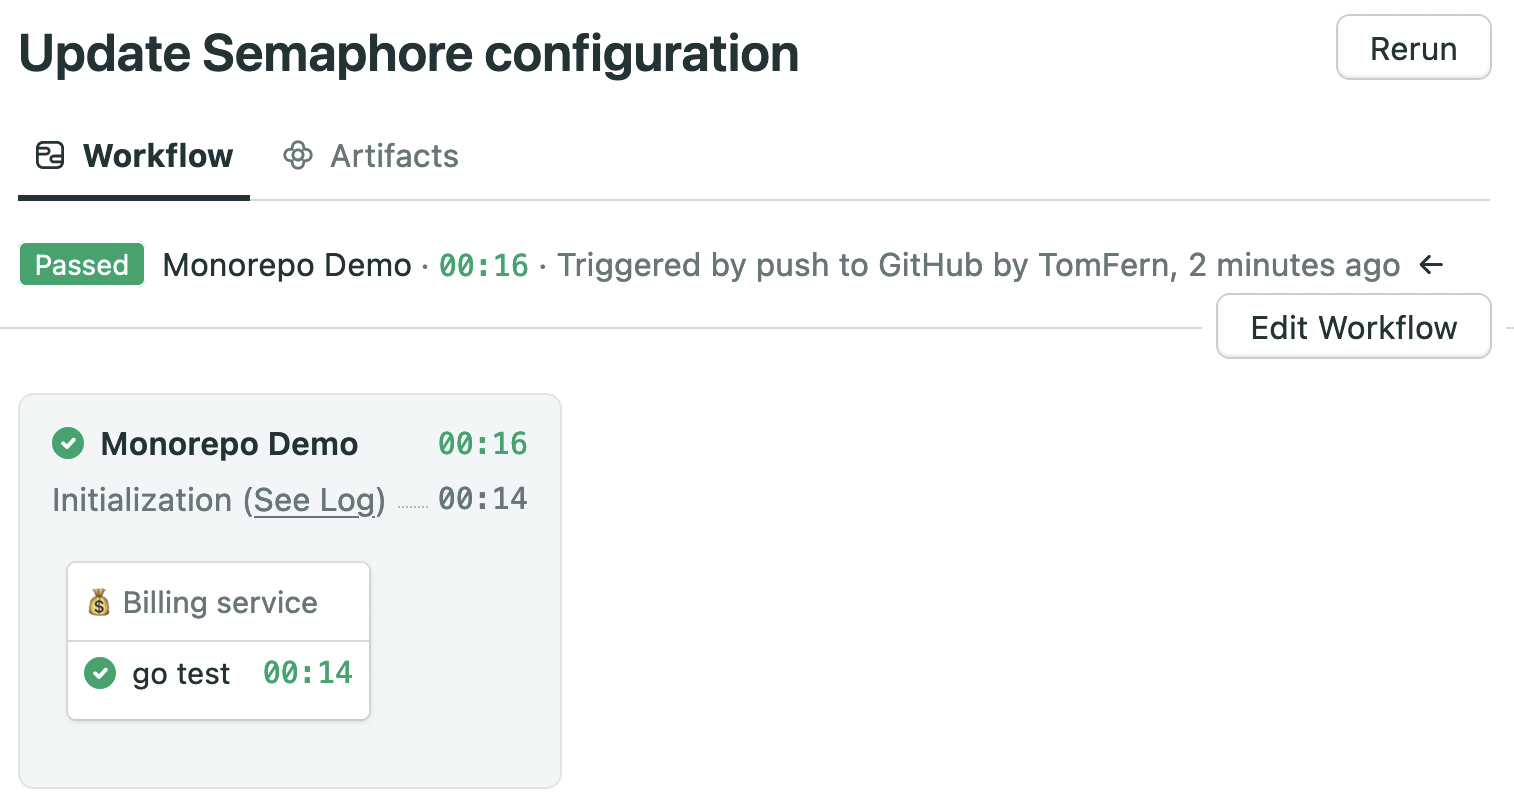 Update Semaphore configuration
Rerun
Workflow
Artifacts
Passed Monorepo Demo · 00:16 · Triggered by push to GitHub by TomFern, 2 minutes ago ←
Edit Workflow
Monorepo Demo 00:16
Initialization (See Log) 00:14
Billing service
go test 00:14